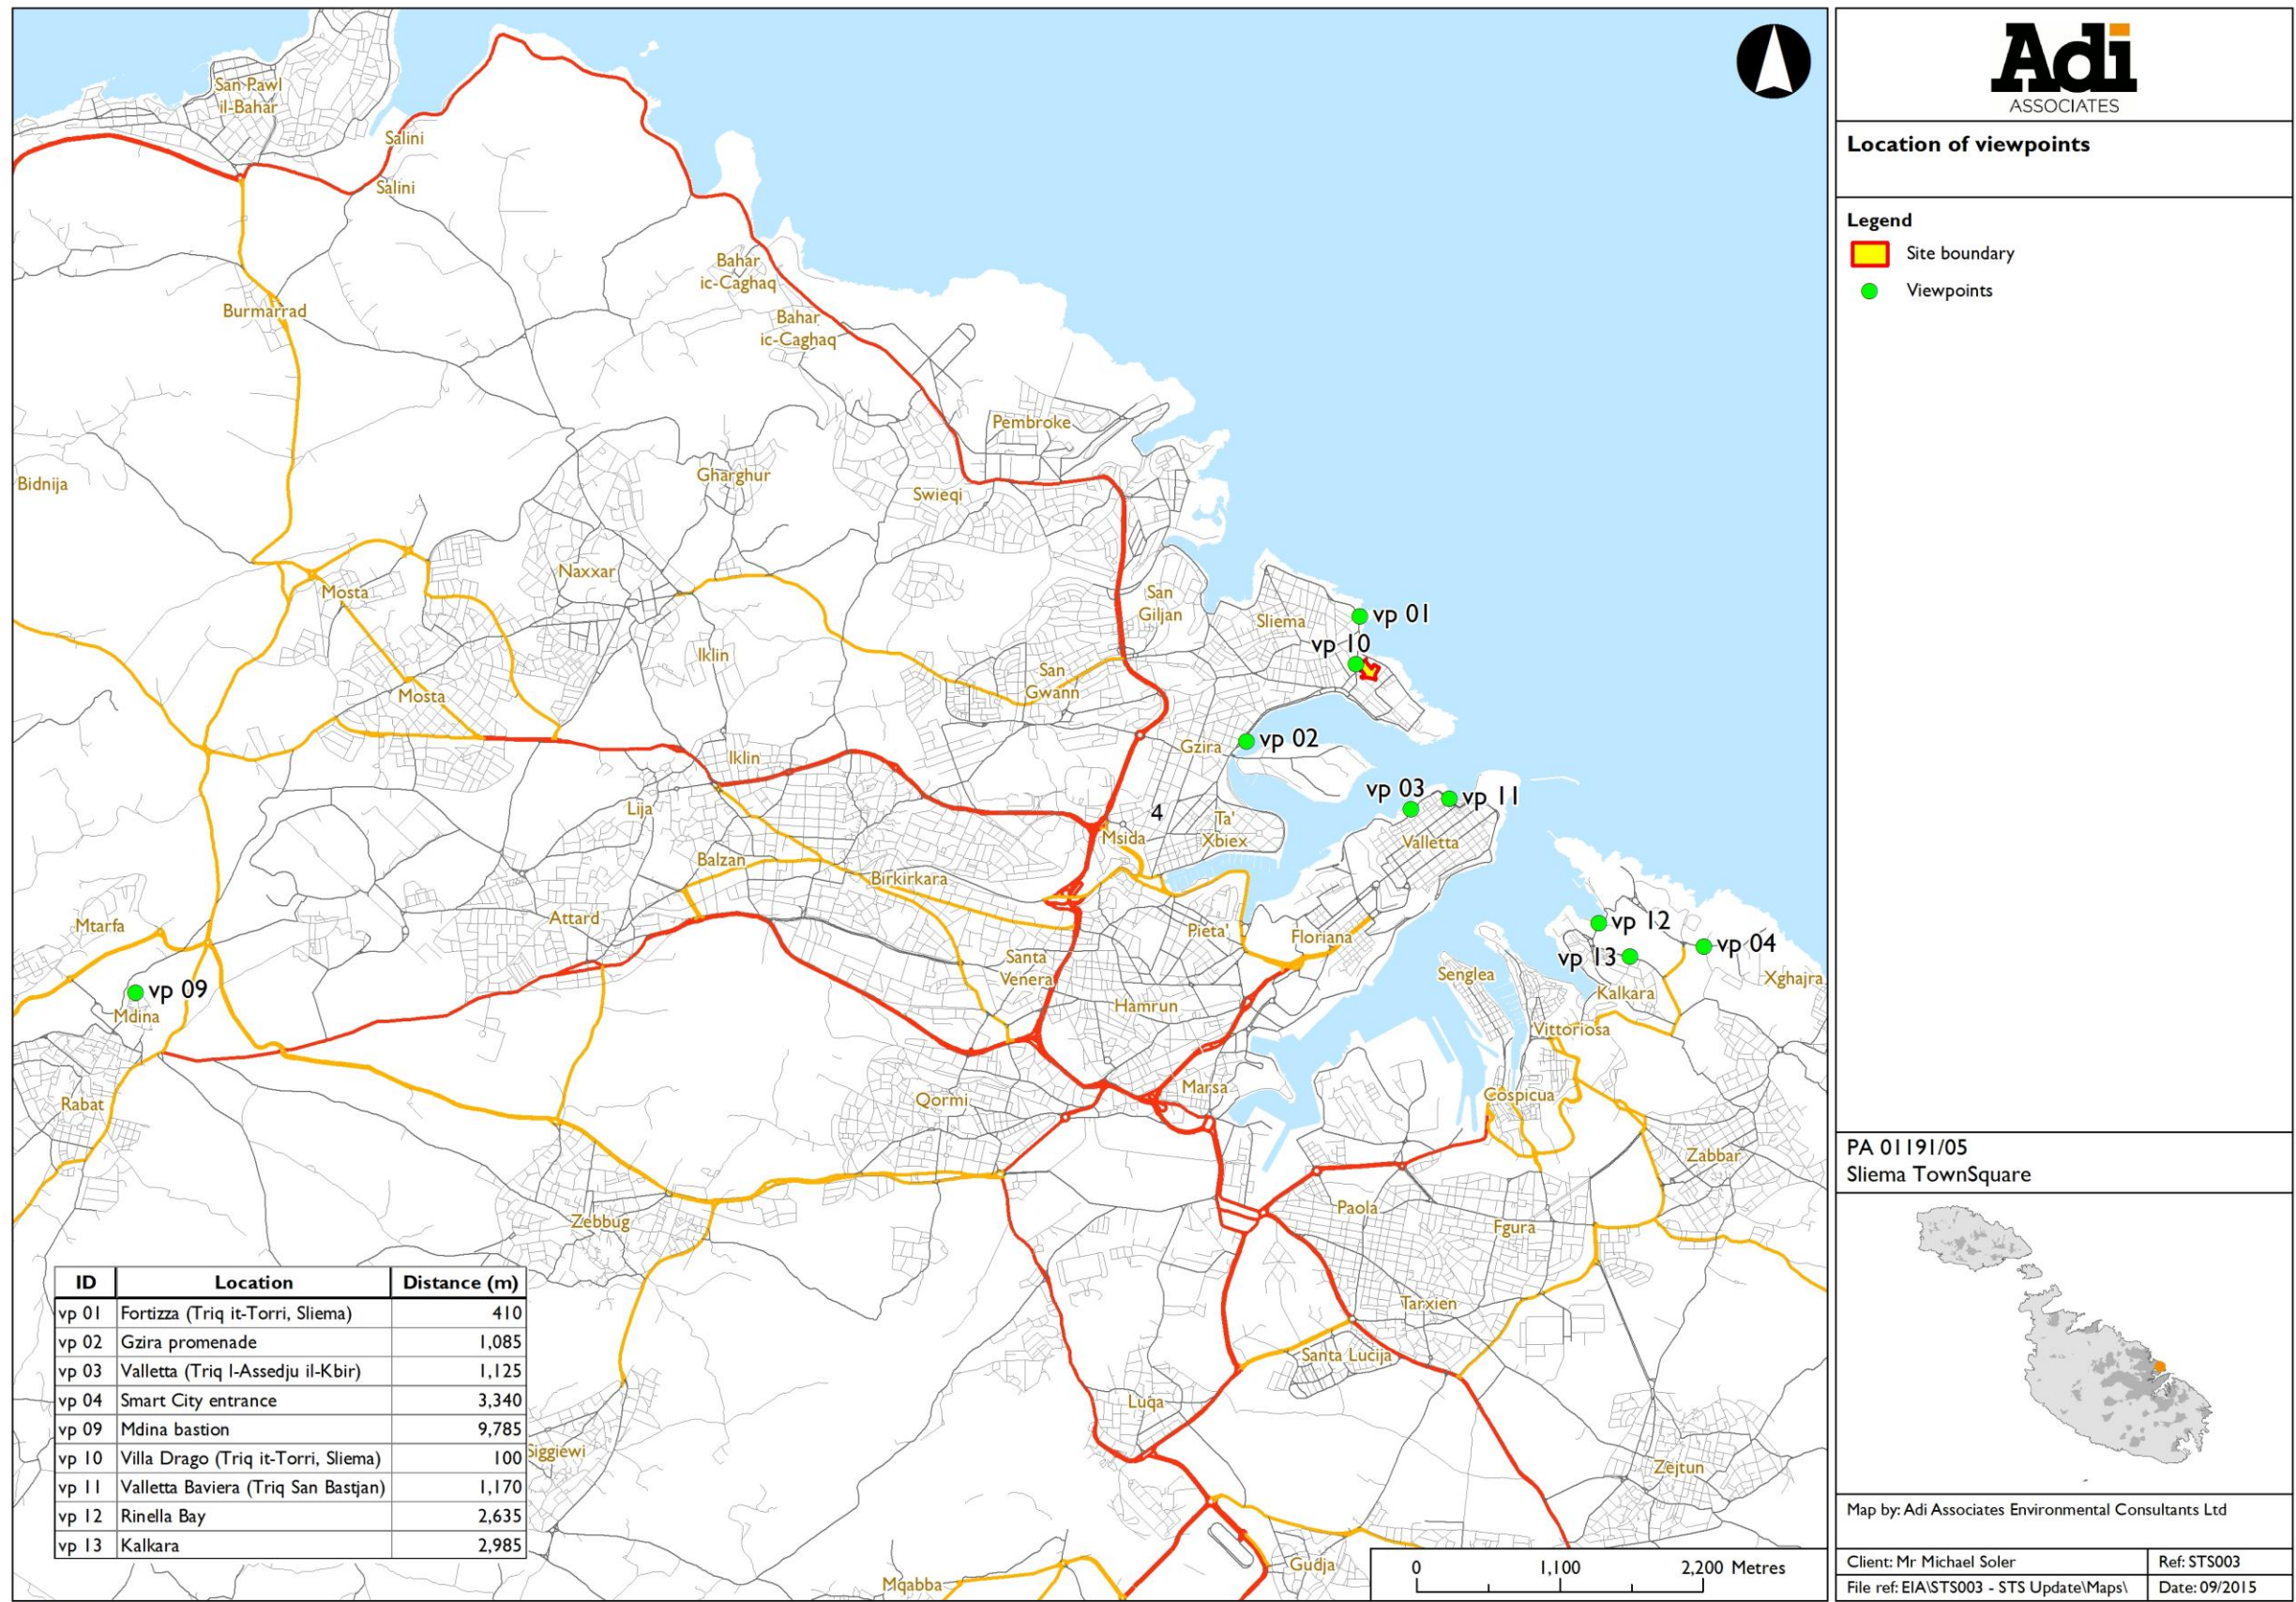 San Pawl
il-Bahar
Salini
Salini
Bahar
ic-Caghaq
Bahar
ic-Caghaq
Burmarrad
Pembroke
Bidnija
Gharghur
Swieqi
Naxxar
Mosta
San
Giljan
Sliema
vp 01
vp 10
Iklin
San
Gwann
Mosta
Gzira
vp 02
Iklin
Lija
vp 03
vp 11
4
Ta'
Xbiex
Msida
Valletta
Balzan
Birkirkara
Attard
Mtarfa
Pieta'
Floriana
vp 12
vp 04
vp 13
Santa
Venera
Senglea
Xghajra
Kalkara
vp 09
Mdina
Hamrun
Vittoriosa
Marsa
Cospicua
Qormi
Rabat
Zabbar
Paola
Fgura
Zebbug
Tarxien
Santa Lucija
Luqa
Siggiewi
Zejtun
Gudja
Mqabba
ID Location Distance (m)
vp 01 Fortizza (Triq it-Torri, Sliema) 410
vp 02 Gzira promenade 1,085
vp 03 Valletta (Triq l-Assedju il-Kbir) 1,125
vp 04 Smart City entrance 3,340
vp 09 Mdina bastion 9,785
vp 10 Villa Drago (Triq it-Torri, Sliema) 100
vp 11 Valletta Baviera (Triq San Bastjan) 1,170
vp 12 Rinella Bay 2,635
vp 13 Kalkara 2,985
0 1,100 2,200 Metres
Adi
ASSOCIATES
Location of viewpoints
Legend
Site boundary
Viewpoints
PA 01191/05
Sliema TownSquare
Map by: Adi Associates Environmental Consultants Ltd
Client: Mr Michael Soler Ref: STS003
File ref: EIA\STS003 - STS Update\Maps\ Date: 09/2015